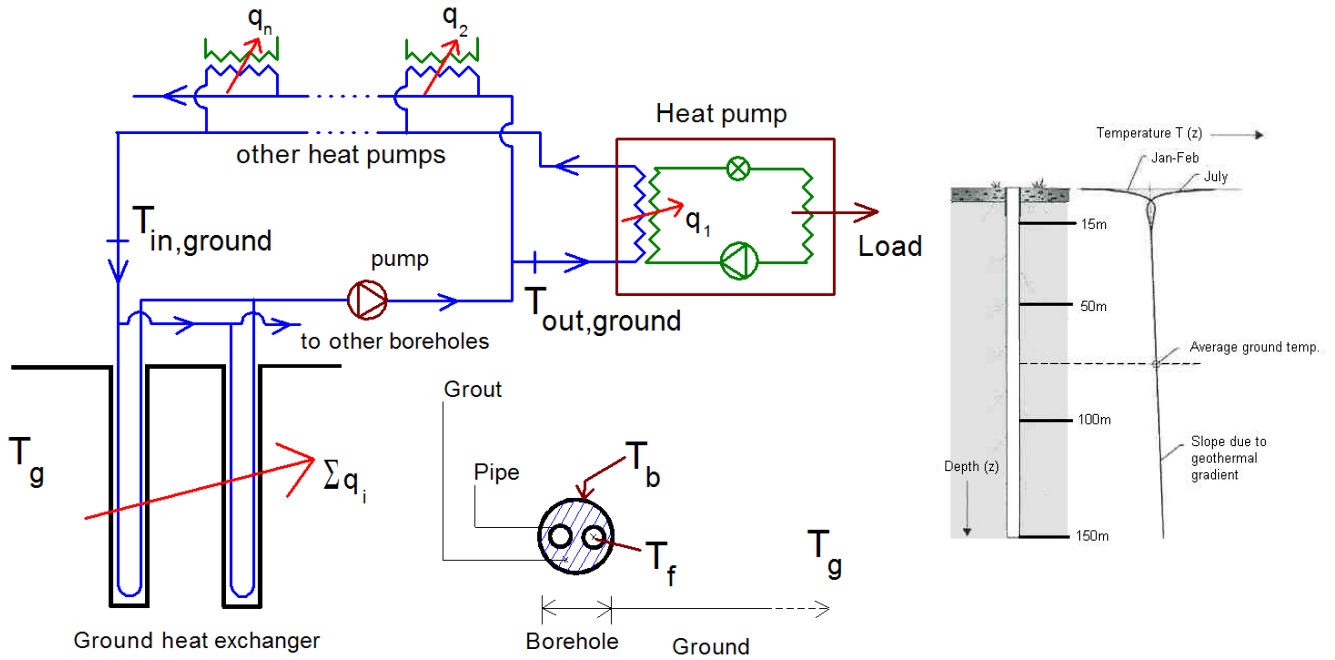 q_n
q_2
Heat pump
other heat pumps
q_1
Load
T_in,ground
pump
T_out,ground
to other boreholes
Grout
T_g
Pipe
T_b
∑q_i
T_f
T_g
Ground heat exchanger
Borehole
Ground
Temperature T (z)
Jan-Feb
July
15m
50m
Average ground temp.
100m
Depth (z)
Slope due to
geothermal
gradient
150m